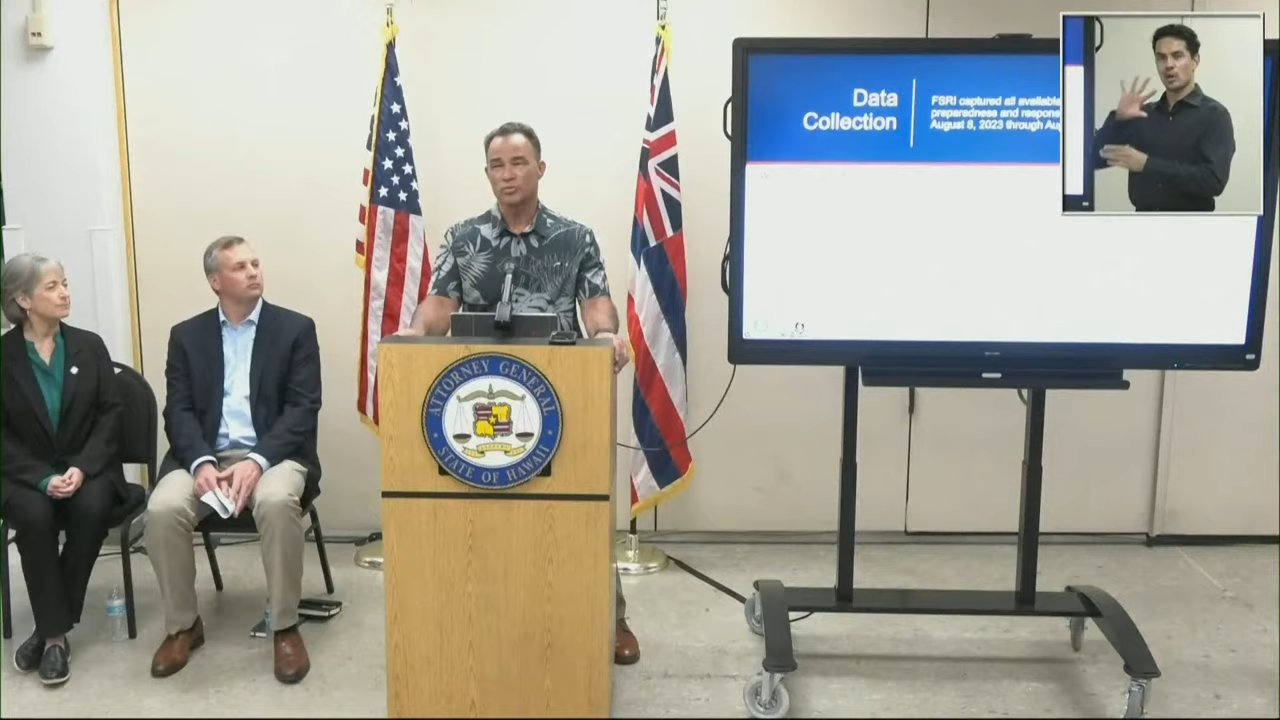 Data
Collection
FSRI captured all available
preparedness and respons
August 8, 2023 through Au
ATTORNEY GENERAL
STATE OF HAWAII